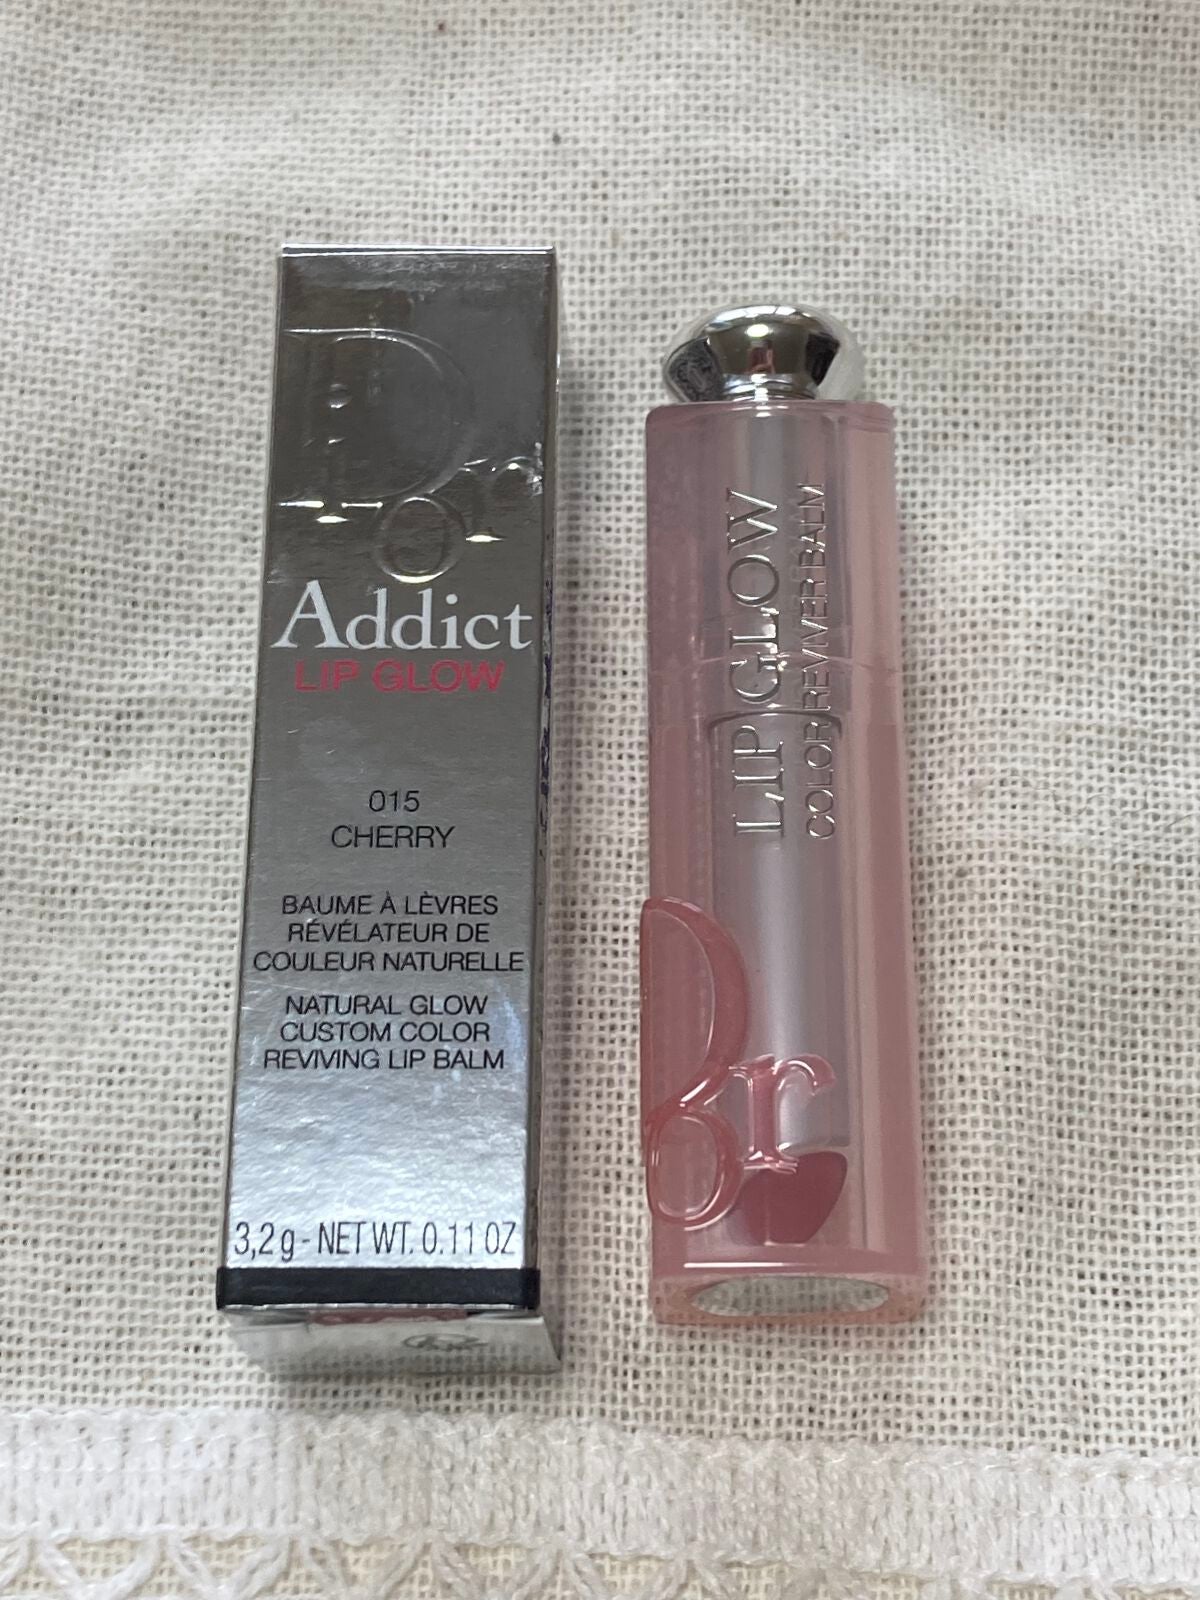 Dior
Addict
LIP GLOW
015
CHERRY
BAUME À LÈVRES
RÉVÉLATEUR DE
COULEUR NATURELLE
NATURAL GLOW
CUSTOM COLOR
REVIVING LIP BALM
3,2 g - NET WT. 0.11 OZ
LIP GLOW
COLOR REVIVER BALM
Dior